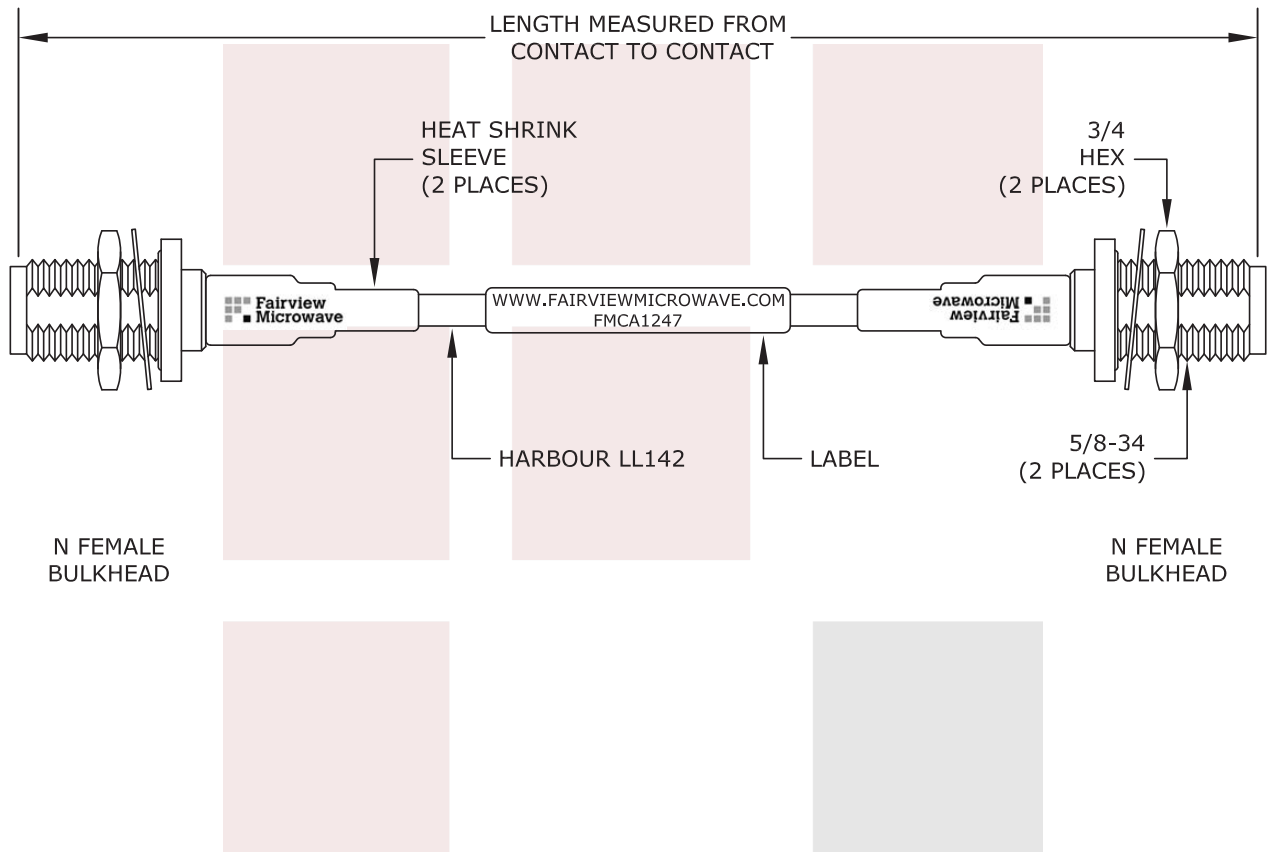 LENGTH MEASURED FROM
CONTACT TO CONTACT
HEAT SHRINK
SLEEVE
(2 PLACES)
3/4
HEX
(2 PLACES)
Fairview
Microwave
WWW.FAIRVIEWMICROWAVE.COM
FMCA1247
Fairview
Microwave
HARBOUR LL142
LABEL
5/8-34
(2 PLACES)
N FEMALE
BULKHEAD
N FEMALE
BULKHEAD